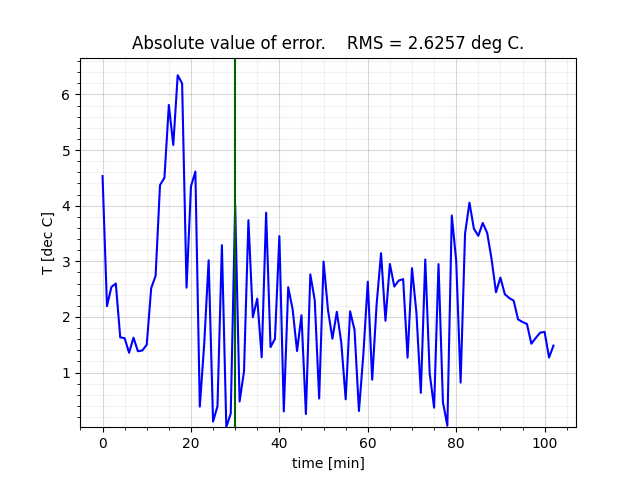 Absolute value of error.    RMS = 2.6257 deg C.
6
5
4
3
2
1
T [dec C]
0 20 40 60 80 100
time [min]